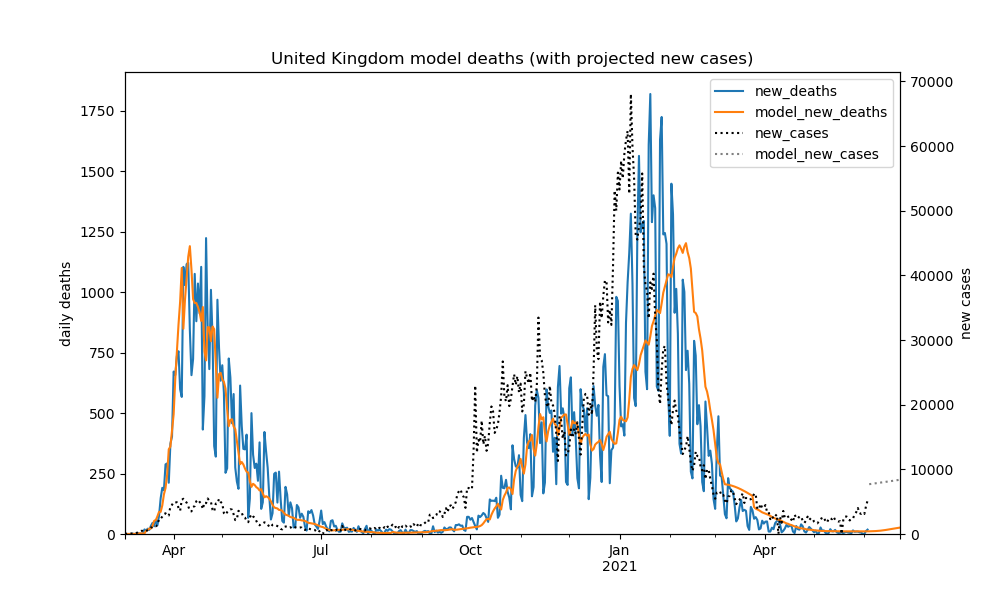 United Kingdom model deaths (with projected new cases)
new_deaths
model_new_deaths
new_cases
model_new_cases
daily deaths
1750
1500
1250
1000
750
500
250
0
70000
60000
50000
40000
30000
20000
10000
0
new cases
Apr
Jul
Oct
Jan
2021
Apr